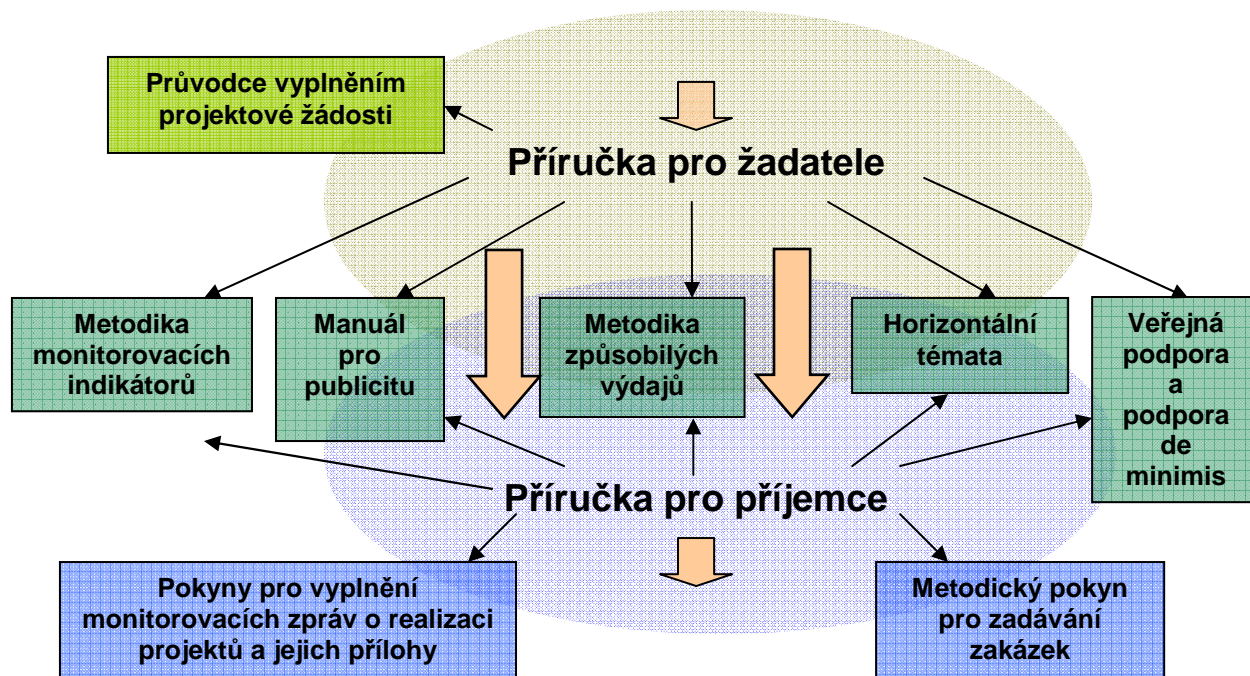 Průvodce vyplněním
projektové žádosti
Příručka pro žadatele
Metodika
monitorovacích
indikátorů
Manuál
pro
publicitu
Metodika
způsobilých
výdajů
Horizontální
témata
Veřejná
podpora
a
podpora
de
minimis
Příručka pro příjemce
Pokyny pro vyplnění
monitorovacích zpráv o realizaci
projektů a jejich přílohy
Metodický pokyn
pro zadávání
zakázek